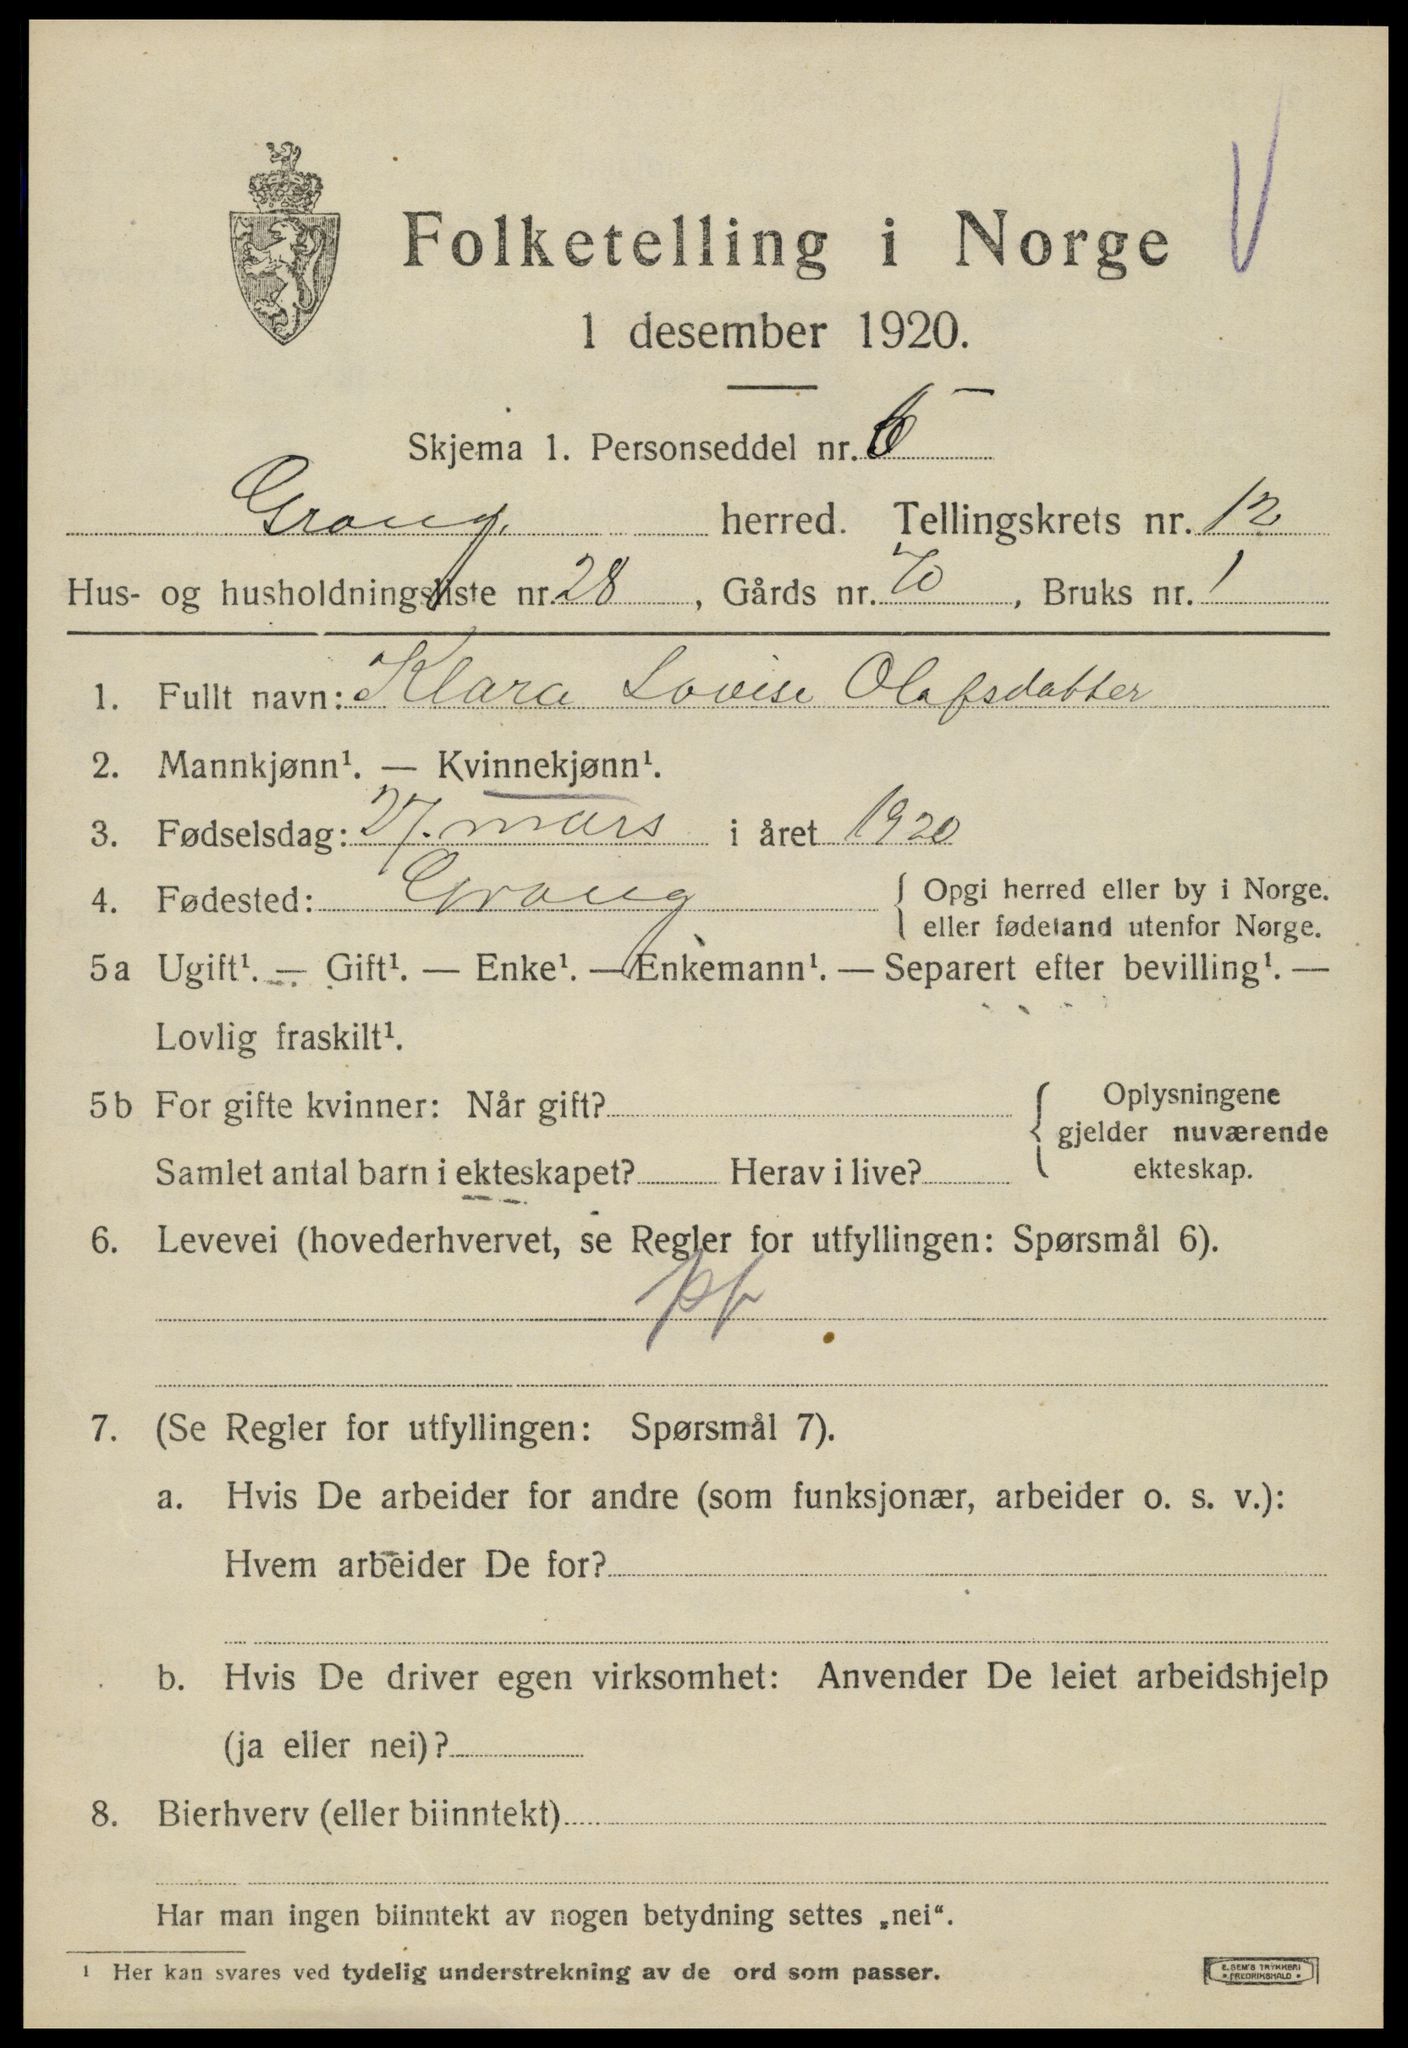 Folketelling i Norge
1 desember 1920.
Skjema 1. Personseddel nr.
Grong. herred. Tellingskrets nr. 12
Hus- og husholdningsliste nr. 28, Gårds nr. 70, Bruks nr. 1
1. Fullt navn: Klara Lovise Olafsdatter
2. Mannkjønn¹. — Kvinnekjønn¹.
3. Fødselsdag: 27. mars i året 1920
4. Fødested: Grong { Opgi herred eller by i Norge.
eller fødeland utenfor Norge.
5a Ugift¹. — Gift¹. — Enke¹. — Enkemann¹. — Separert efter bevilling¹. —
Lovlig fraskilt¹.
5b For gifte kvinner: Når gift? { Oplysningene
gjelder nuværende
Samlet antal barn i ekteskapet? Herav i live? ekteskap.
6. Levevei (hovederhvervet, se Regler for utfyllingen: Spørsmål 6).
7. (Se Regler for utfyllingen: Spørsmål 7).
a. Hvis De arbeider for andre (som funksjonær, arbeider o. s. v.):
Hvem arbeider De for?
b. Hvis De driver egen virksomhet: Anvender De leiet arbeidshjelp
(ja eller nei)?
8. Bierhverv (eller biinntekt)
Har man ingen biinntekt av nogen betydning settes „nei“.
¹ Her kan svares ved tydelig understrekning av de ord som passer.
E. SEM'S TRYKKERI
• FREDRIKSHALD •